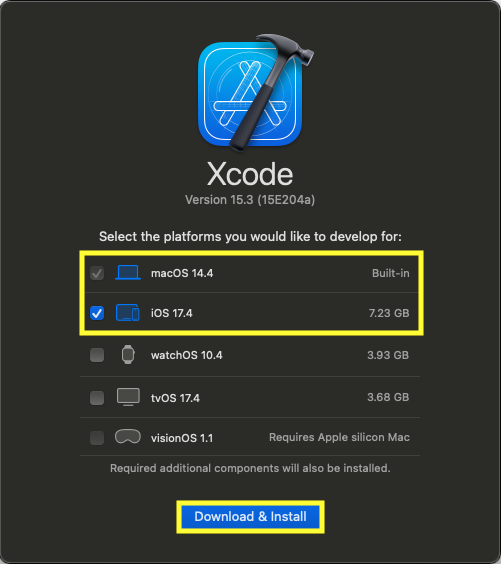 Xcode
Version 15.3 (15E204a)
Select the platforms you would like to develop for:
macOS 14.4 Built-in
iOS 17.4 7.23 GB
watchOS 10.4 3.93 GB
tvOS 17.4 3.68 GB
visionOS 1.1 Requires Apple silicon Mac
Required additional components will also be installed.
Download & Install